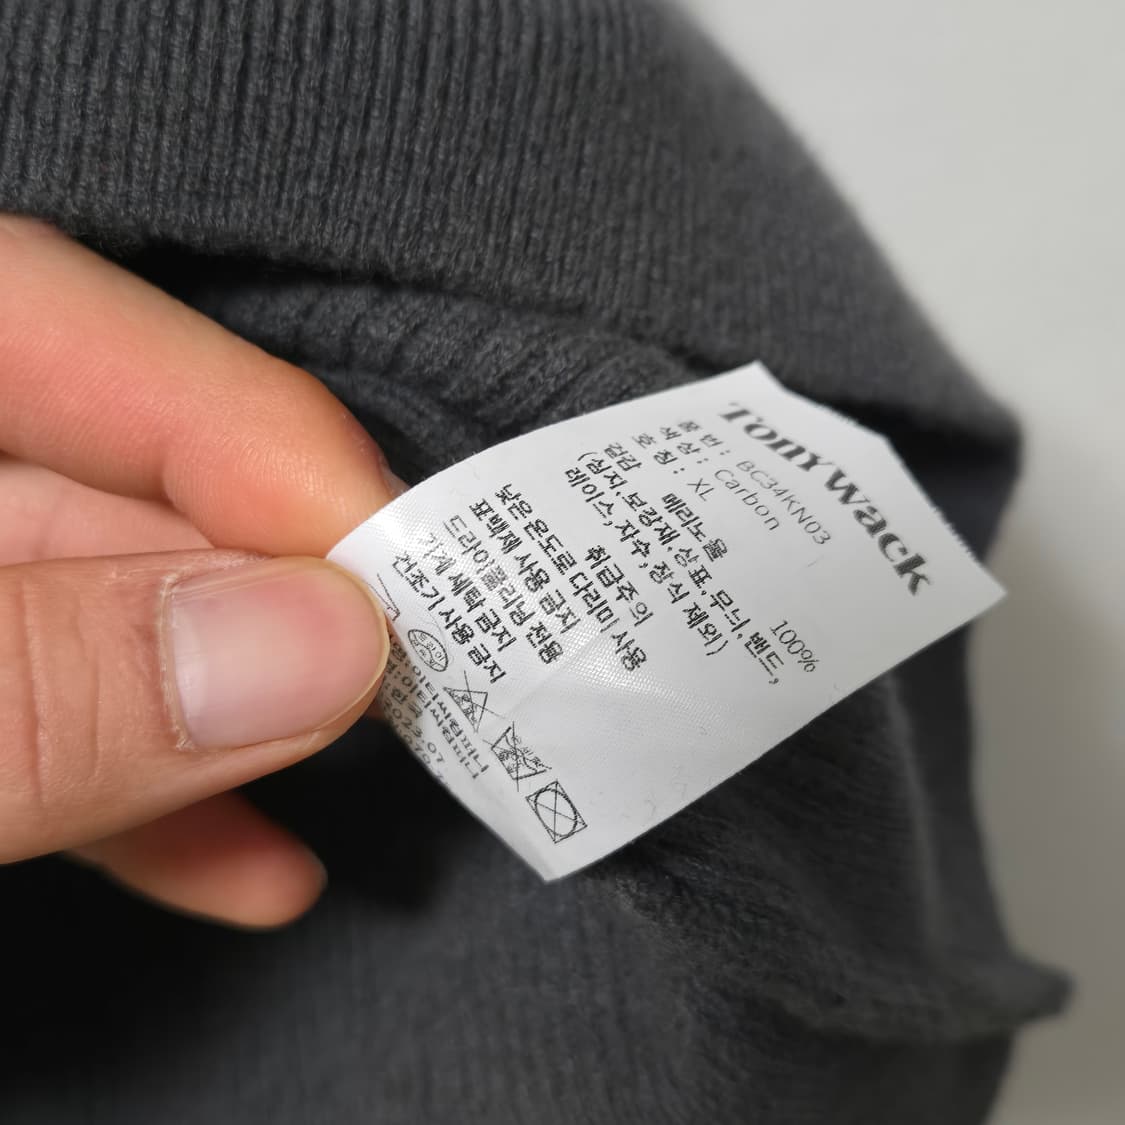 TonyWack
품 번 : BC34KN03
색 상 : Carbon
호 칭 : XL
겉감 메리노울 100%
(심지,보강재,상표,무늬,밴드,
레이스,자수,장식 제외)
취급주의
낮은 온도로 다리미 사용
표백제 사용 금지
드라이클리닝 전용
기계 세탁 금지
건조기 사용 금지